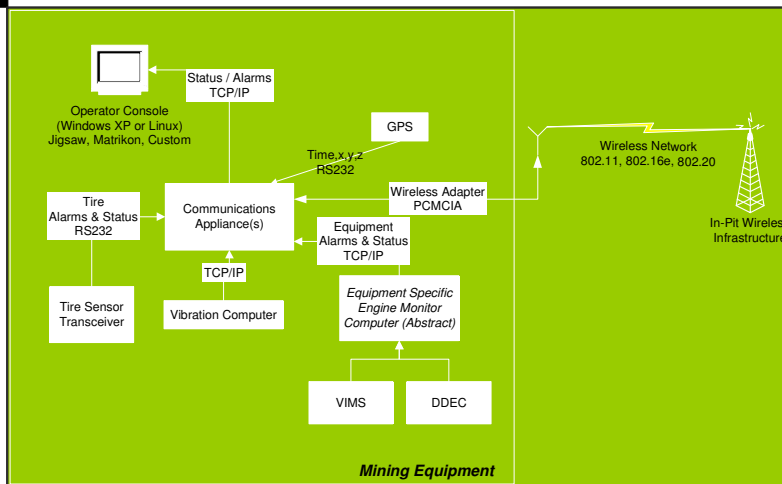 Status / Alarms
TCP/IP
Operator Console
(Windows XP or Linux)
Jigsaw, Matrikon, Custom
GPS
Time,x,y,z
RS232
Wireless Network
802.11, 802.16e, 802.20
Wireless Adapter
PCMCIA
Tire
Alarms & Status
RS232
Communications
Appliance(s)
In-Pit Wireless
Infrastructure
Equipment
Alarms & Status
TCP/IP
TCP/IP
Tire Sensor
Transceiver
Vibration Computer
Equipment Specific
Engine Monitor
Computer (Abstract)
VIMS
DDEC
Mining Equipment